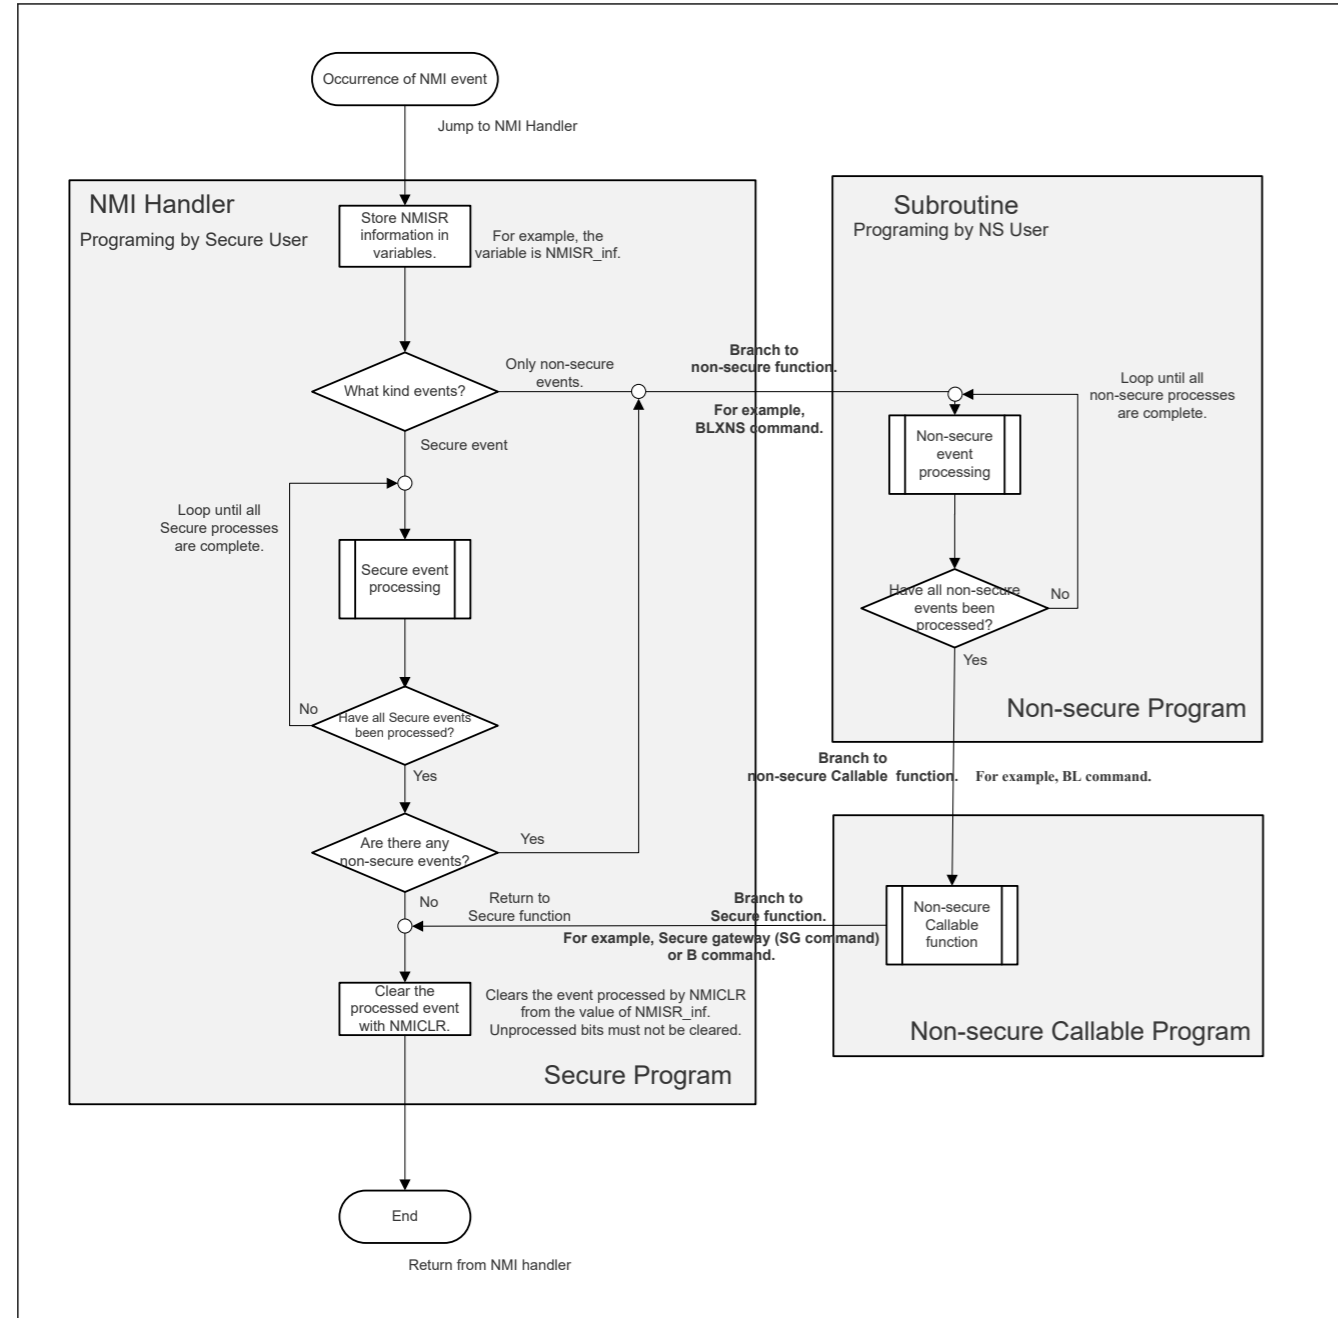 Occurrence of NMI event
Jump to NMI Handler
NMI Handler
Programing by Secure User
Store NMISR
information in
variables.
For example, the
variable is NMISR_inf.
What kind events?
Only non-secure
events.
Secure event
Loop until all
Secure processes
are complete.
Secure event
processing
Have all Secure events
been processed?
No
Yes
Are there any
non-secure events?
Yes
No
Return to
Secure function
Clear the
processed event
with NMICLR.
Clears the event processed by NMICLR
from the value of NMISR_inf.
Unprocessed bits must not be cleared.
Secure Program
End
Return from NMI handler
Branch to
non-secure function.
For example,
BLXNS command.
Subroutine
Programing by NS User
Loop until all
non-secure processes
are complete.
Non-secure
event
processing
Have all non-secure
events been
processed?
No
Yes
Non-secure Program
Branch to
non-secure Callable function.
For example, BL command.
Non-secure
Callable
function
Branch to
Secure function.
For example, Secure gateway (SG command)
or B command.
Non-secure Callable Program